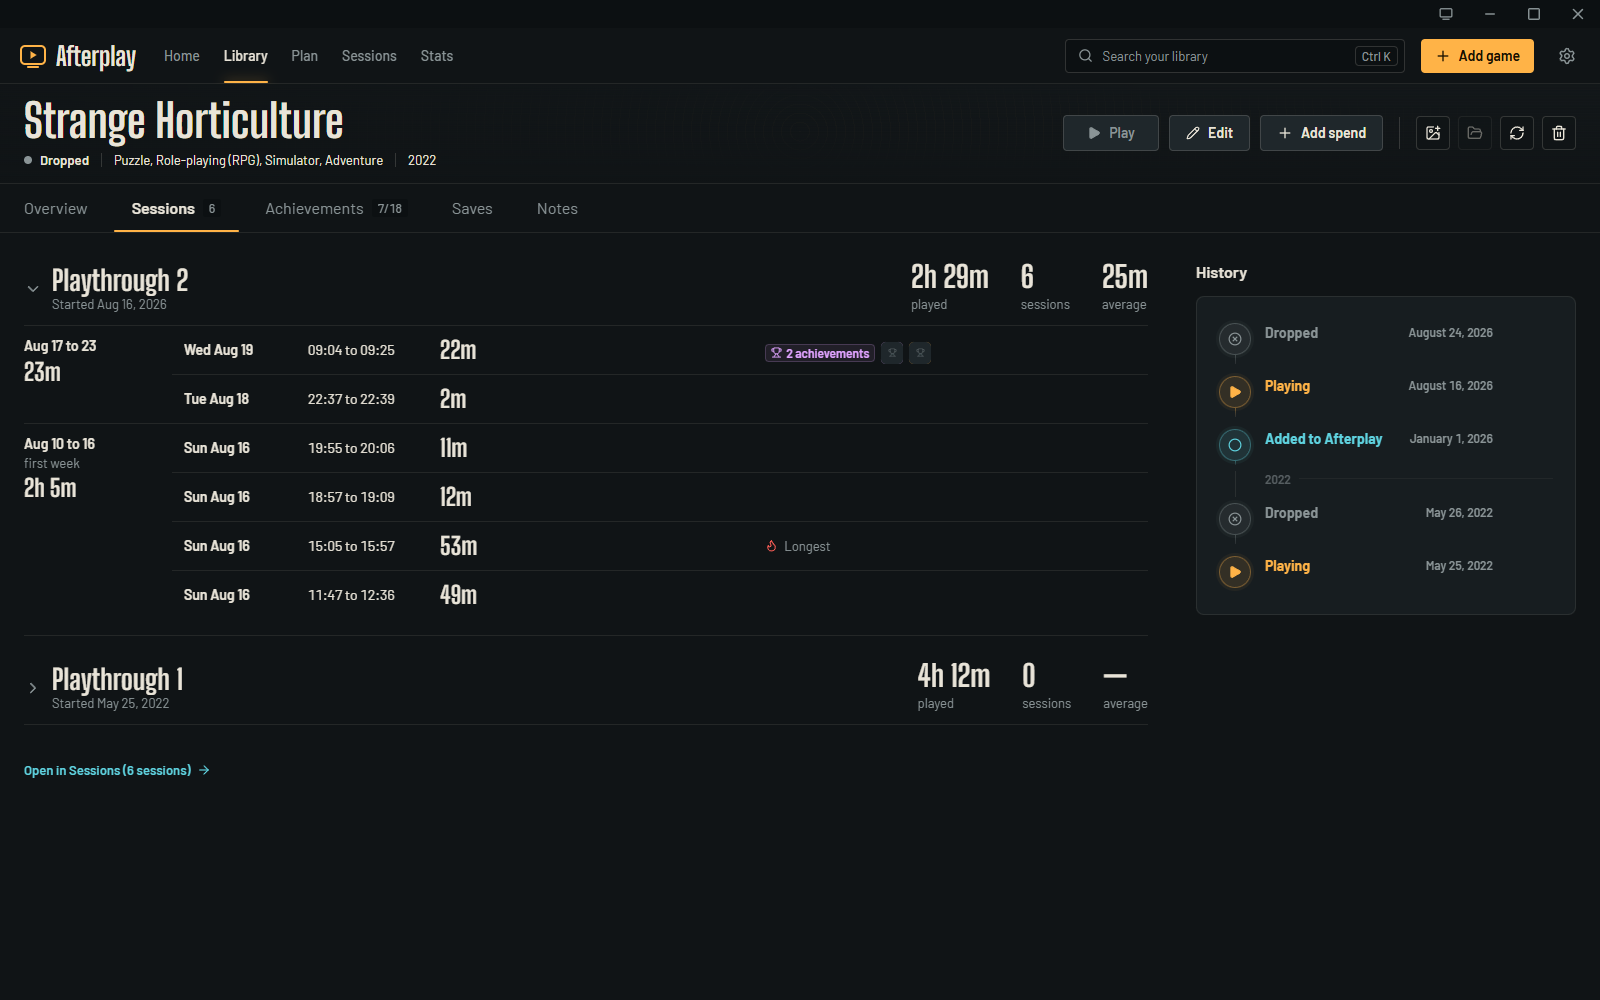 Afterplay
Home
Library
Plan
Sessions
Stats
Search your library
Ctrl K
Add game
Strange Horticulture
Dropped
Puzzle, Role-playing (RPG), Simulator, Adventure
2022
Play
Edit
Add spend
Overview
Sessions 6
Achievements 7/18
Saves
Notes
Playthrough 2
Started Aug 16, 2026
2h 29m
played
6
sessions
25m
average
Aug 17 to 23
23m
Wed Aug 19 09:04 to 09:25 22m 2 achievements
Tue Aug 18 22:37 to 22:39 2m
Aug 10 to 16
first week
2h 5m
Sun Aug 16 19:55 to 20:06 11m
Sun Aug 16 18:57 to 19:09 12m
Sun Aug 16 15:05 to 15:57 53m Longest
Sun Aug 16 11:47 to 12:36 49m
Playthrough 1
Started May 25, 2022
4h 12m
played
0
sessions
—
average
Open in Sessions (6 sessions)
History
Dropped August 24, 2026
Playing August 16, 2026
Added to Afterplay January 1, 2026
2022
Dropped May 26, 2022
Playing May 25, 2022